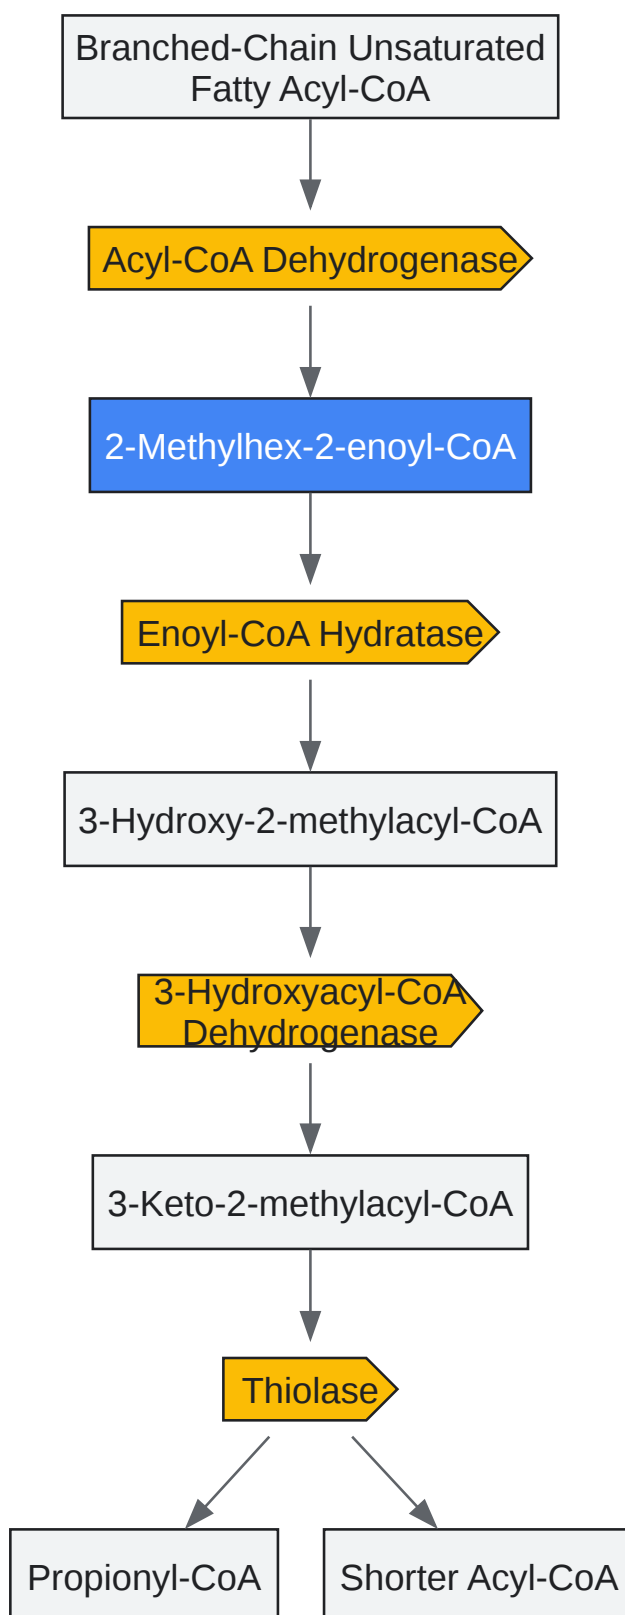 Branched-Chain Unsaturated
Fatty Acyl-CoA
Acyl-CoA Dehydrogenase
2-Methylhex-2-enoyl-CoA
Enoyl-CoA Hydratase
3-Hydroxy-2-methylacyl-CoA
3-Hydroxyacyl-CoA
Dehydrogenase
3-Keto-2-methylacyl-CoA
Thiolase
Propionyl-CoA
Shorter Acyl-CoA